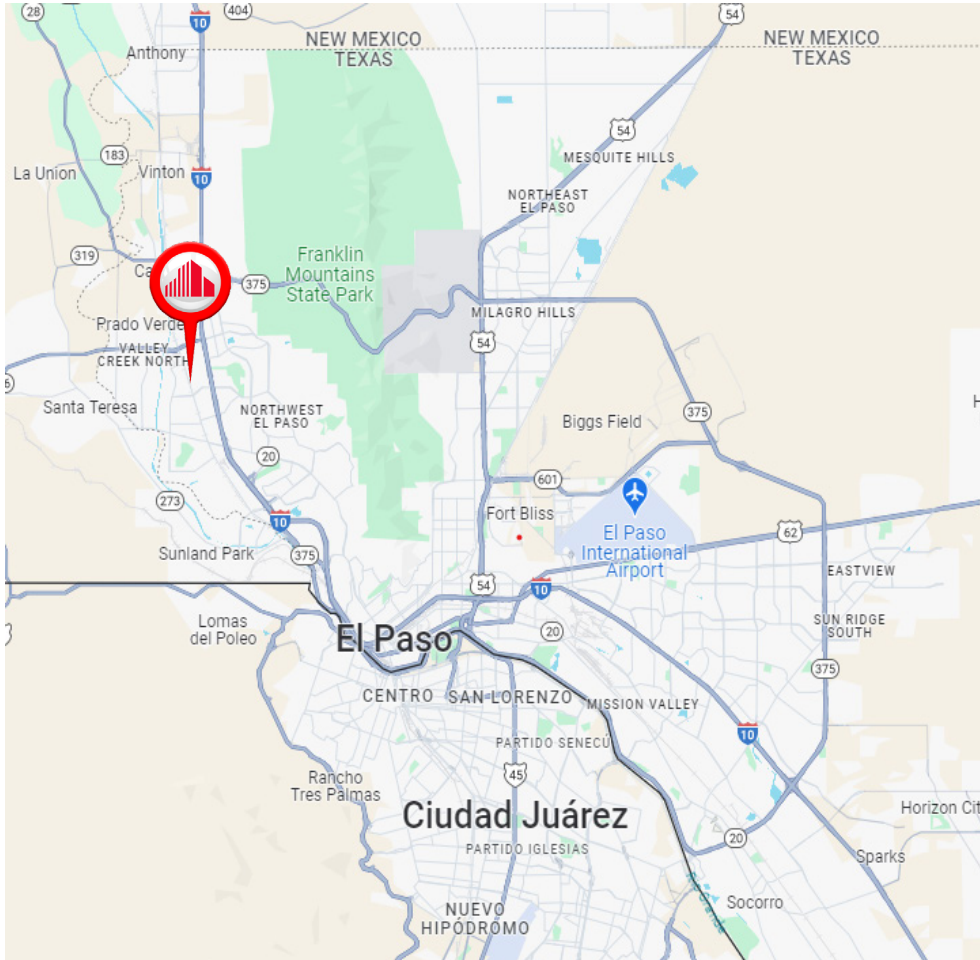 28
404
10
54
NEW MEXICO
TEXAS
NEW MEXICO
TEXAS
Anthony
54
183
La Union
Vinton
10
MESQUITE HILLS
NORTHEAST
EL PASO
319
Ca
375
Franklin
Mountains
State Park
Prado Verde
MILAGRO HILLS
VALLEY
CREEK NORTH
54
6
Santa Teresa
NORTHWEST
EL PASO
Biggs Field
375
H
20
601
273
10
Fort Bliss
El Paso
International
Airport
62
Sunland Park
375
54
10
EASTVIEW
Lomas
del Poleo
El Paso
20
SUN RIDGE
SOUTH
375
CENTRO
SAN LORENZO
MISSION VALLEY
10
PARTIDO SENECÚ
Rancho
Tres Palmas
45
Ciudad Juárez
Horizon Cit
20
PARTIDO IGLESIAS
Sparks
Socorro
NUEVO
HIPÓDROMO